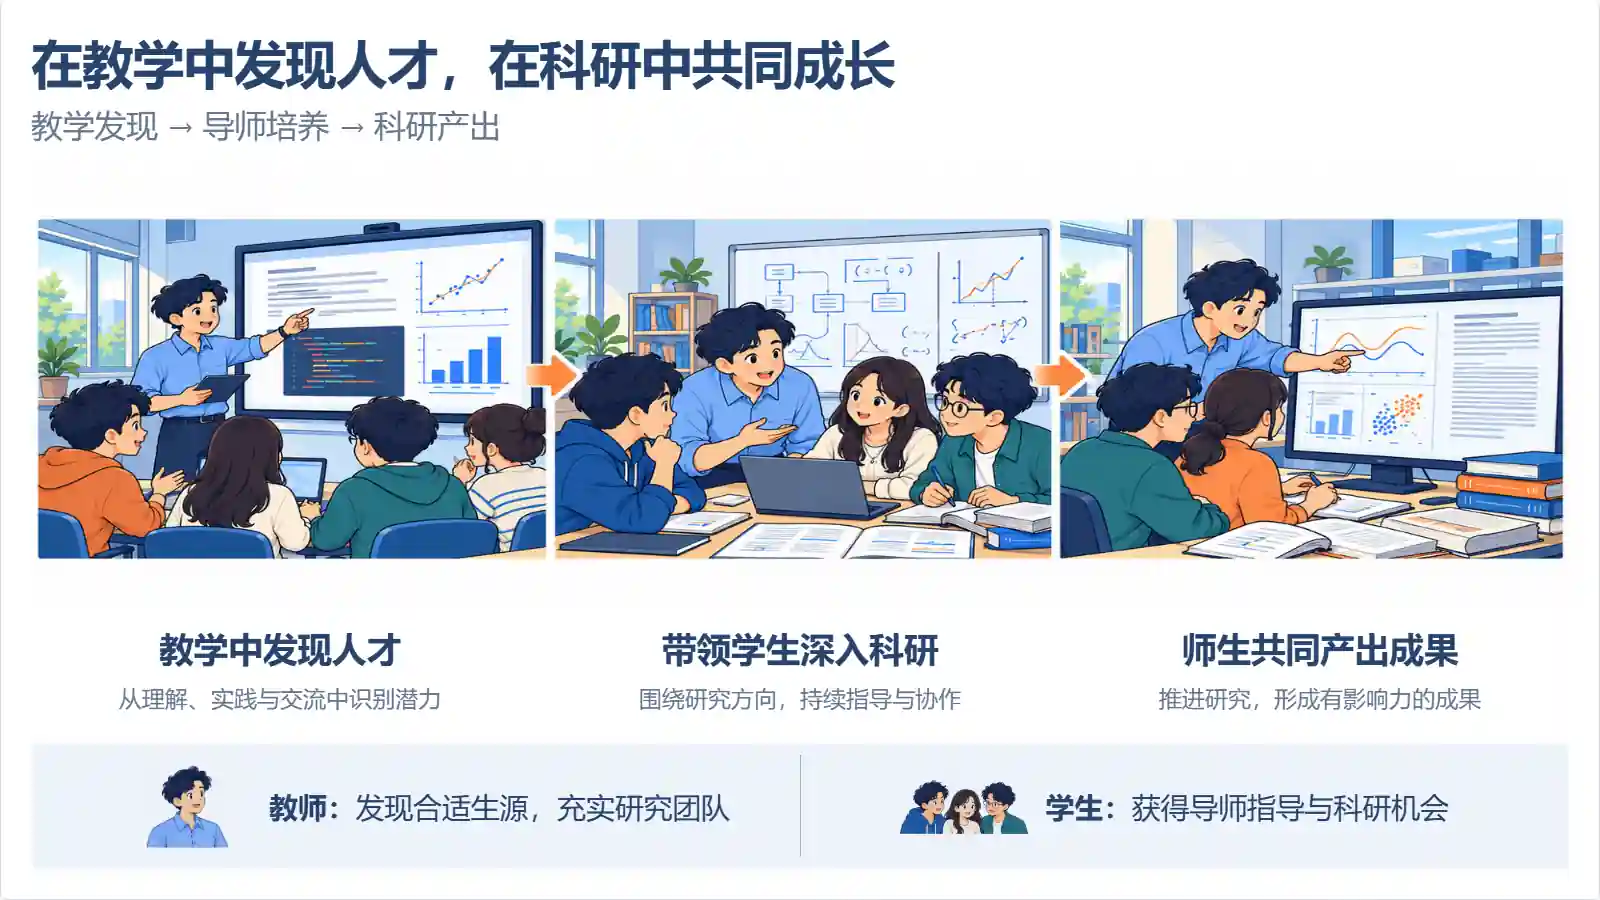 在教学中发现人才，在科研中共同成长
教学发现 → 导师培养 → 科研产出
教学中发现人才
从理解、实践与交流中识别潜力
带领学生深入科研
围绕研究方向，持续指导与协作
师生共同产出成果
推进研究，形成有影响力的成果
教师：发现合适生源，充实研究团队
学生：获得导师指导与科研机会